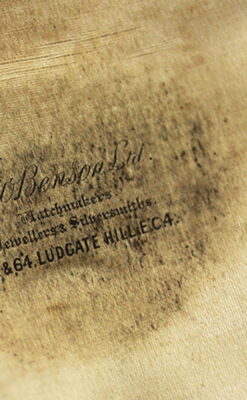 Benson Ltd.
Watchmakers
Jewellers & Silversmiths.
& 64, LUDGATE HILL, E.C.4.